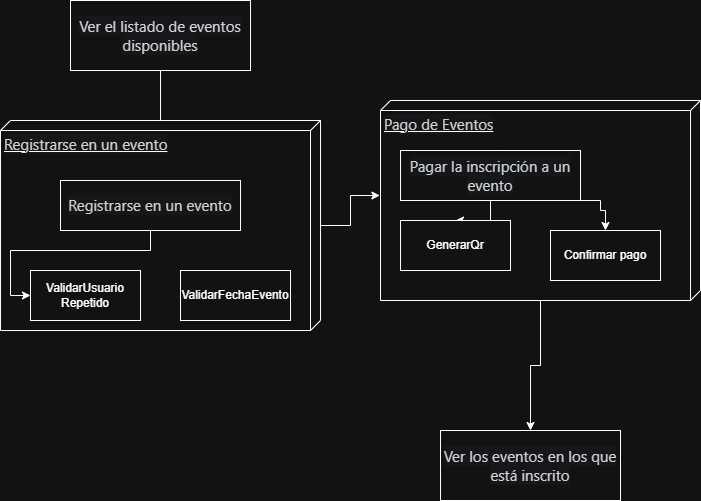 Ver el listado de eventos
disponibles
Registrarse en un evento
Registrarse en un evento
ValidarUsuario
Repetido
ValidarFechaEvento
Pago de Eventos
Pagar la inscripción a un
evento
GenerarQr
Confirmar pago
Ver los eventos en los que
está inscrito